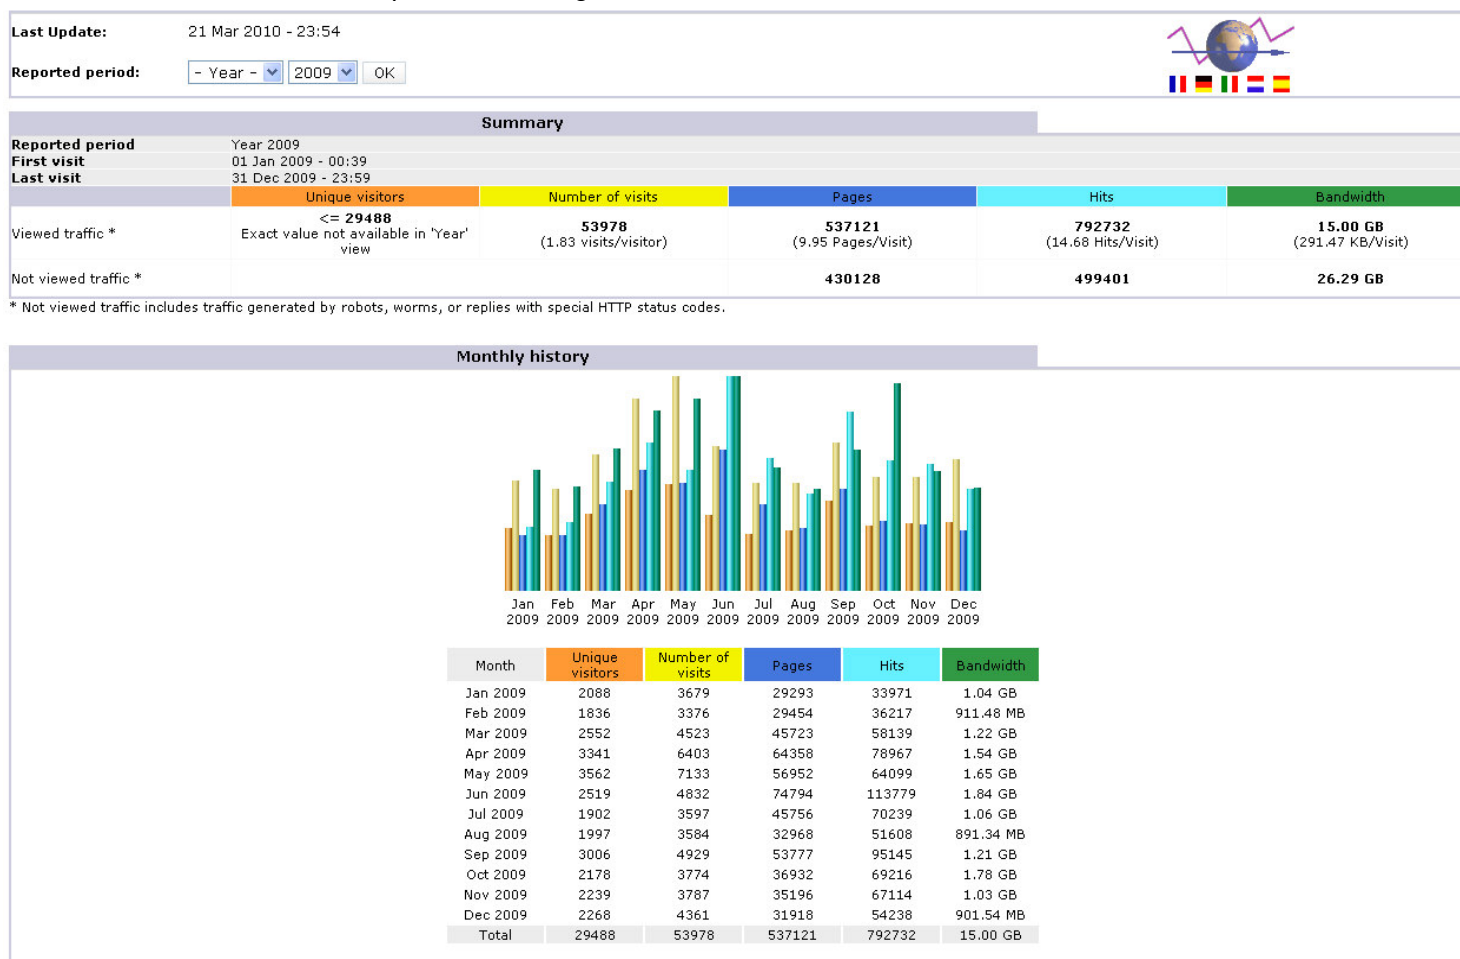 Last Update: 21 Mar 2010 - 23:54
Reported period: - Year - 2009 OK
Summary
Reported period Year 2009
First visit 01 Jan 2009 - 00:39
Last visit 31 Dec 2009 - 23:59
Unique visitors Number of visits Pages Hits Bandwidth
Viewed traffic * <= 29488 Exact value not available in 'Year' view 53978 (1.83 visits/visitor) 537121 (9.95 Pages/Visit) 792732 (14.68 Hits/Visit) 15.00 GB (291.47 KB/Visit)
Not viewed traffic * 430128 499401 26.29 GB
* Not viewed traffic includes traffic generated by robots, worms, or replies with special HTTP status codes.
Monthly history
Jan Feb Mar Apr May Jun Jul Aug Sep Oct Nov Dec
2009 2009 2009 2009 2009 2009 2009 2009 2009 2009 2009 2009
Month Unique visitors Number of visits Pages Hits Bandwidth
Jan 2009 2088 3679 29293 33971 1.04 GB
Feb 2009 1836 3376 29454 36217 911.48 MB
Mar 2009 2552 4523 45723 58139 1.22 GB
Apr 2009 3341 6403 64358 78967 1.54 GB
May 2009 3562 7133 56952 64099 1.65 GB
Jun 2009 2519 4832 74794 113779 1.84 GB
Jul 2009 1902 3597 45756 70239 1.06 GB
Aug 2009 1997 3584 32968 51608 891.34 MB
Sep 2009 3006 4929 53777 95145 1.21 GB
Oct 2009 2178 3774 36932 69216 1.78 GB
Nov 2009 2239 3787 35196 67114 1.03 GB
Dec 2009 2268 4361 31918 54238 901.54 MB
Total 29488 53978 537121 792732 15.00 GB